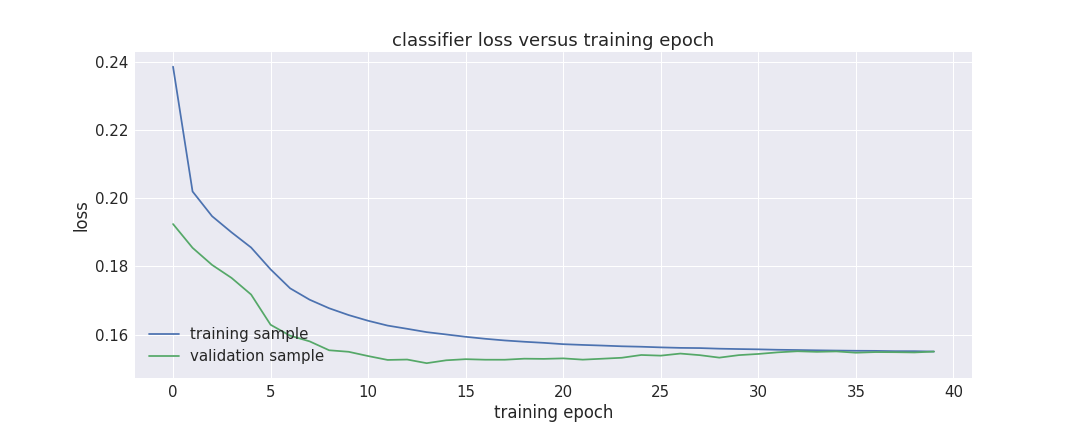 classifier loss versus training epoch
0.24
0.22
0.20
0.18
0.16
loss
training sample
validation sample
0 5 10 15 20 25 30 35 40
training epoch